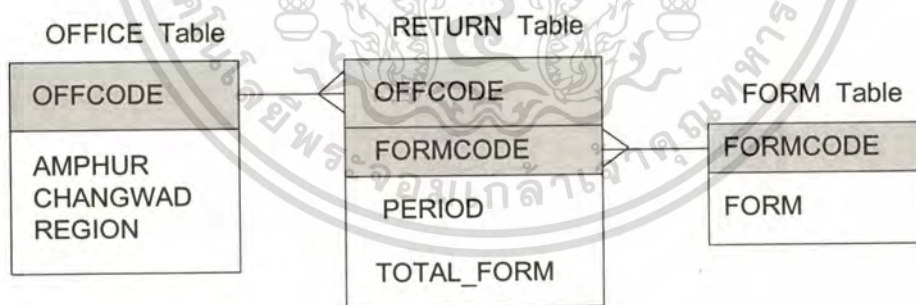 OFFICE Table
OFFCODE
AMPHUR
CHANGWAD
REGION
RETURN Table
OFFCODE
FORMCODE
PERIOD
TOTAL_FORM
FORM Table
FORMCODE
FORM